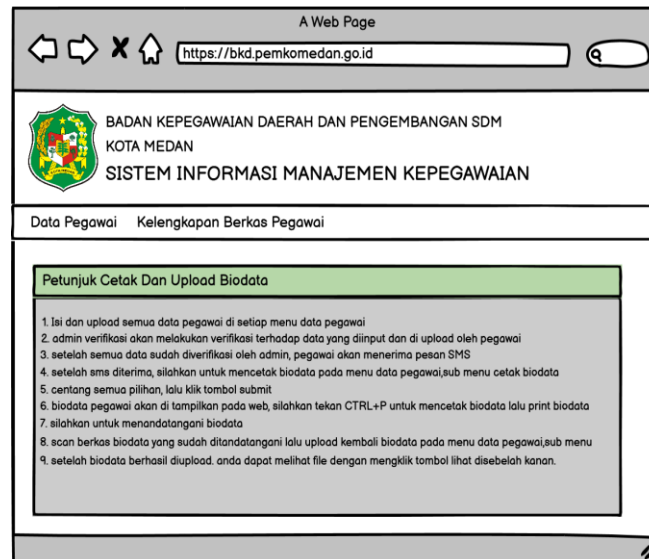 A Web Page
https://bkd.pemkomedan.go.id
BADAN KEPEGAWAIAN DAERAH DAN PENGEMBANGAN SDM
KOTA MEDAN
SISTEM INFORMASI MANAJEMEN KEPEGAWAIAN
Data Pegawai Kelengkapan Berkas Pegawai
Petunjuk Cetak Dan Upload Biodata
1. Isi dan upload semua data pegawai di setiap menu data pegawai
2. admin verifikasi akan melakukan verifikasi terhadap data yang diinput dan di upload oleh pegawai
3. setelah semua data sudah diverifikasi oleh admin, pegawai akan menerima pesan SMS
4. setelah sms diterima, silahkan untuk mencetak biodata pada menu data pegawai,sub menu cetak biodata
5. centang semua pilihan, lalu klik tombol submit
6. biodata pegawai akan di tampilkan pada web, silahkan tekan CTRL+P untuk mencetak biodata lalu print biodata
7. silahkan untuk menandatangani biodata
8. scan berkas biodata yang sudah ditandatangani lalu upload kembali biodata pada menu data pegawai,sub menu
9. setelah biodata berhasil diupload. anda dapat melihat file dengan mengklik tombol lihat disebelah kanan.